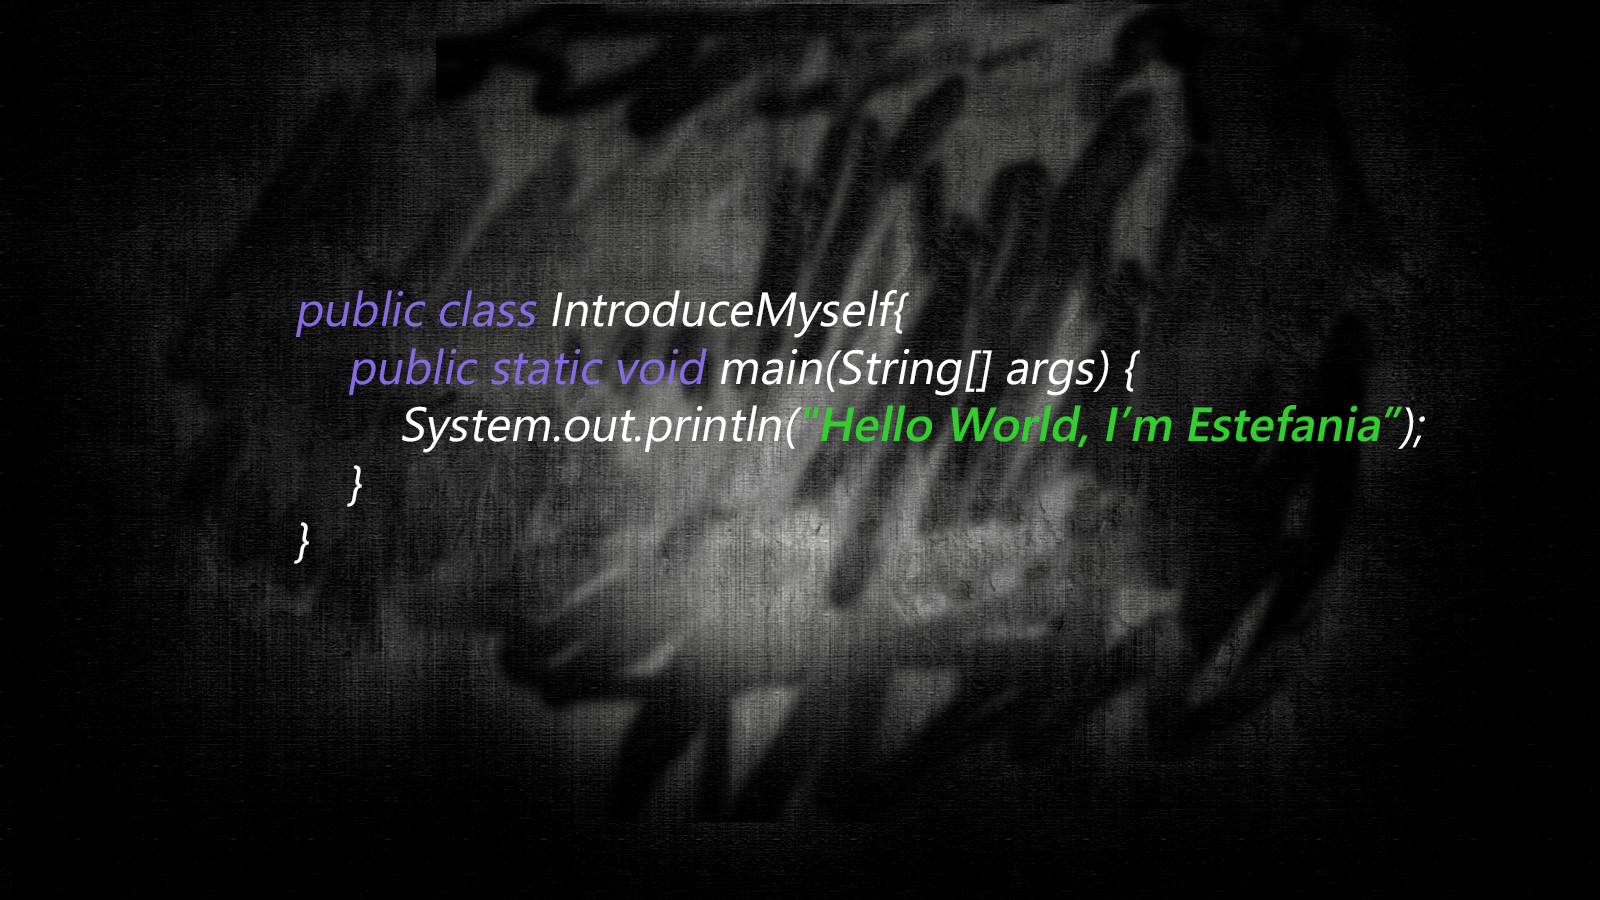 public class IntroduceMyself{
public static void main(String[] args) {
System.out.println("Hello World, I’m Estefania”);
}
}